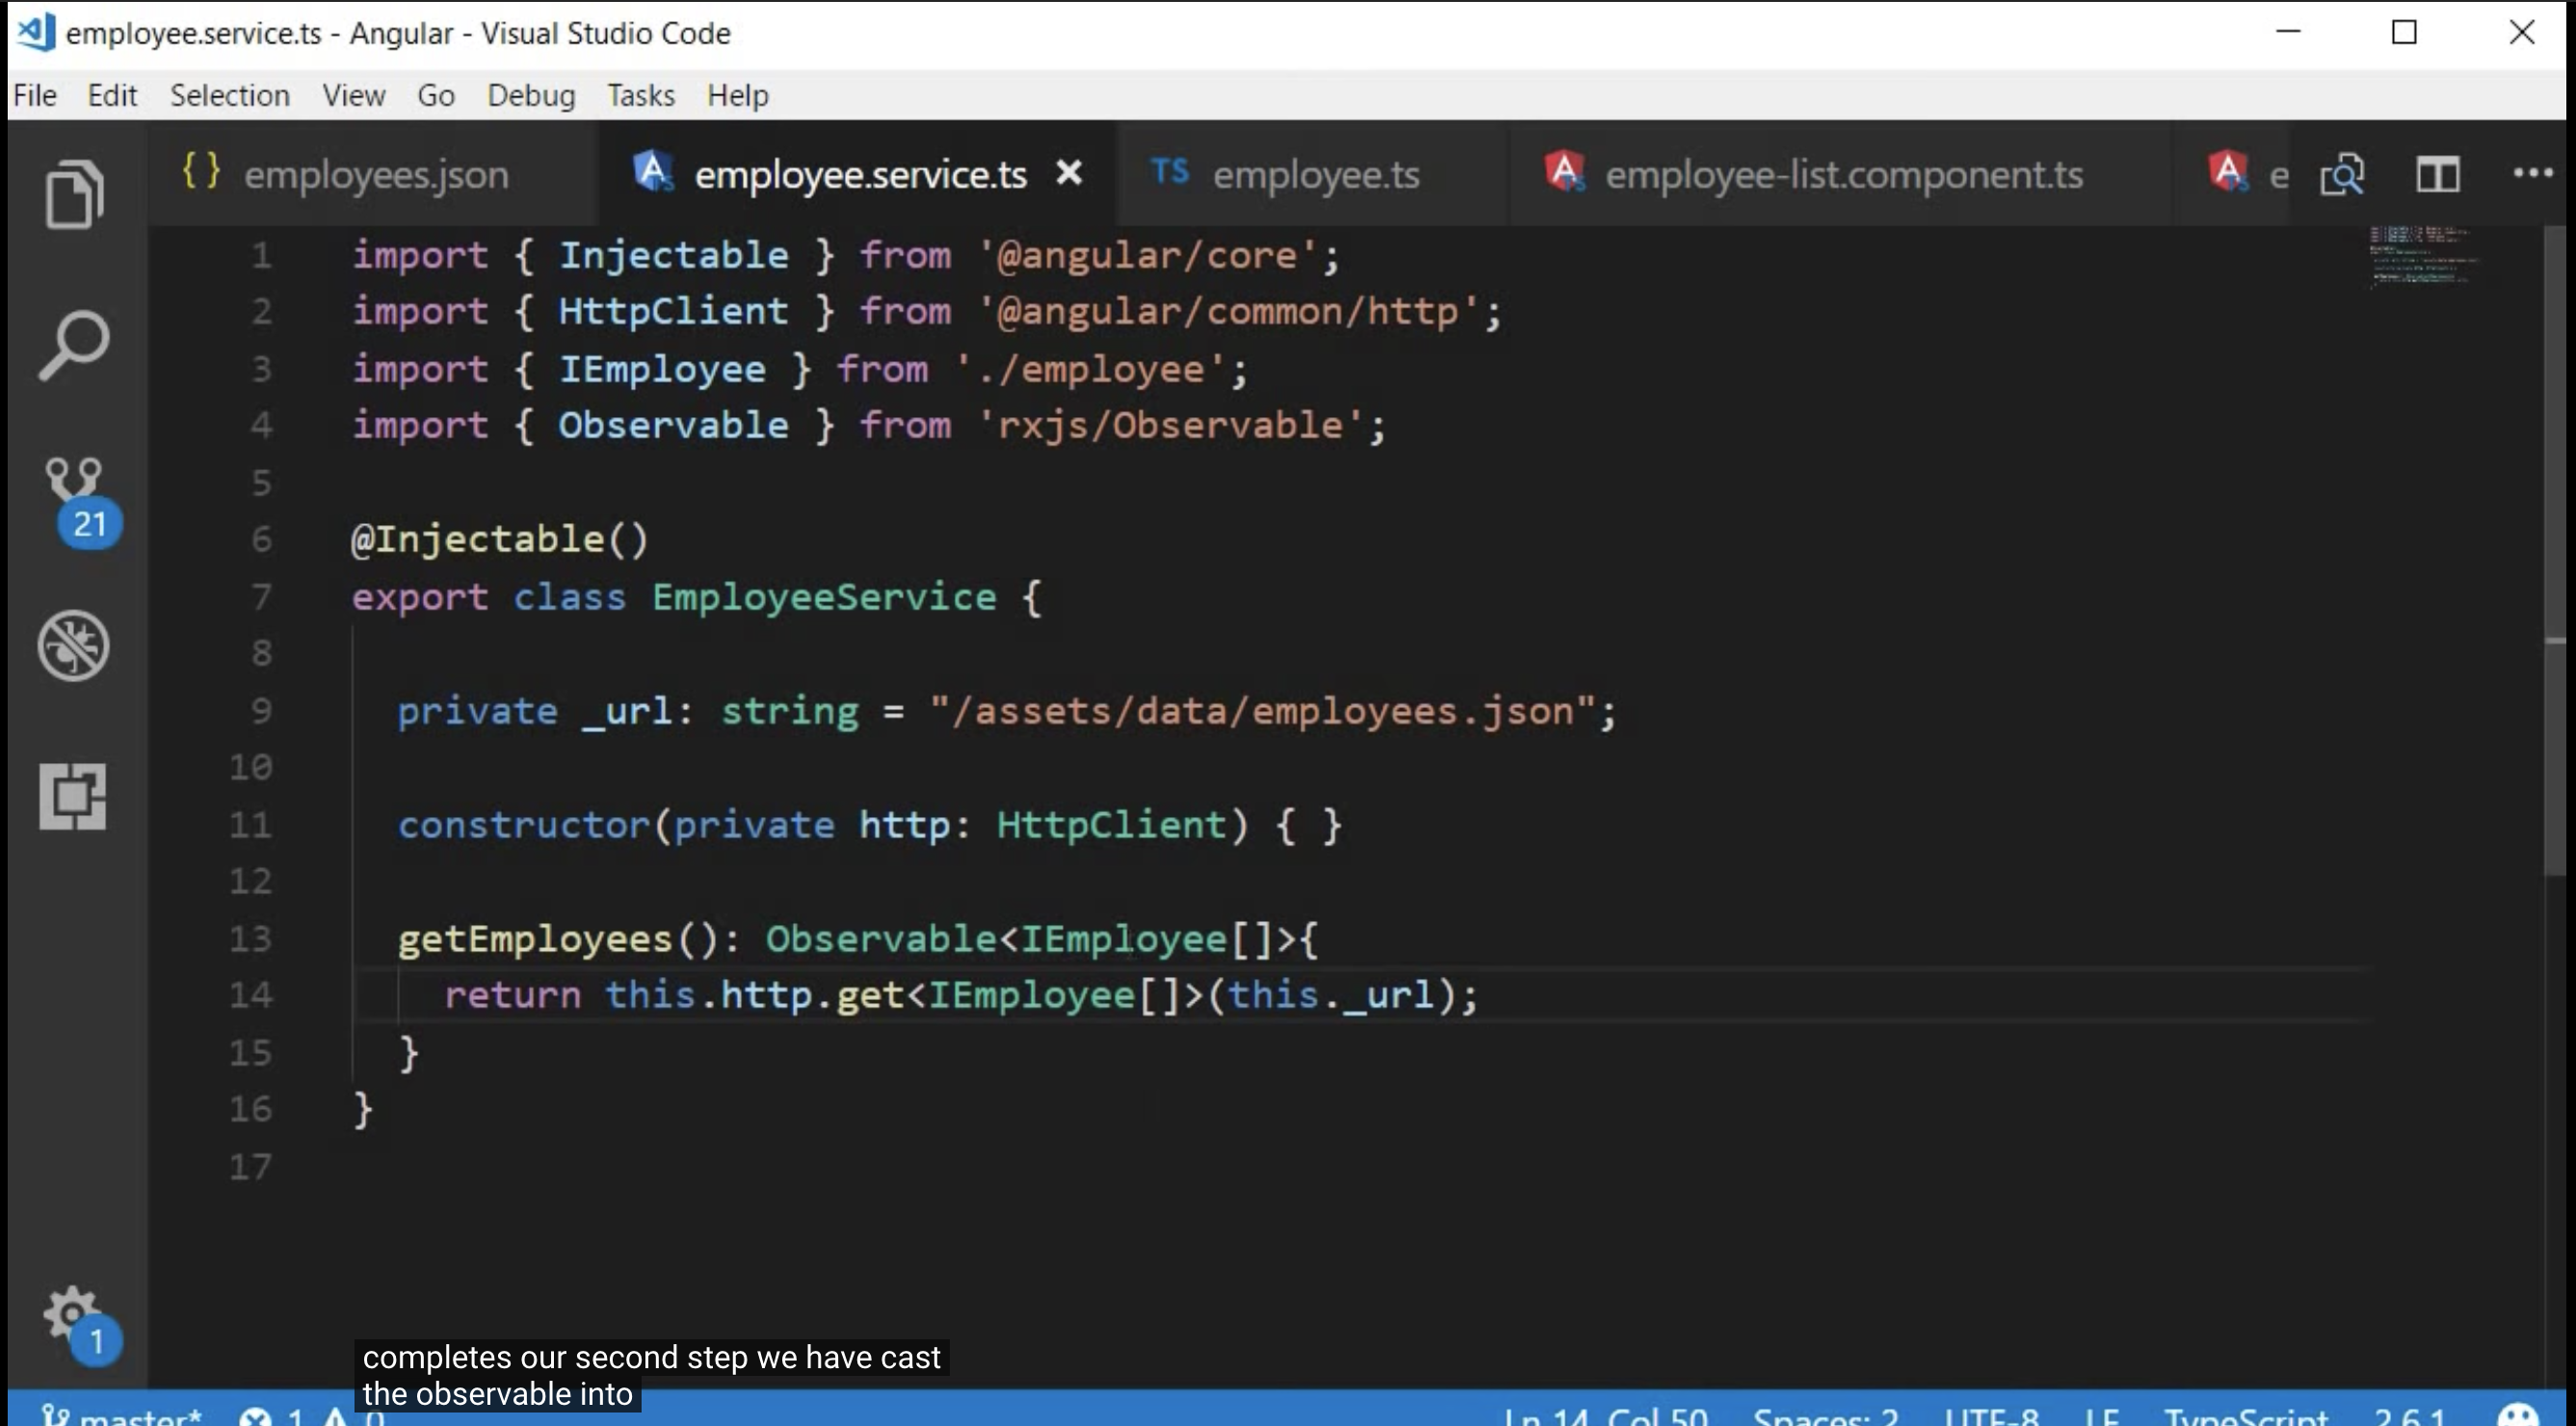 employee.service.ts - Angular - Visual Studio Code
File Edit Selection View Go Debug Tasks Help
{ } employees.json employee.service.ts TS employee.ts employee-list.component.ts e ...
1 import { Injectable } from '@angular/core';
2 import { HttpClient } from '@angular/common/http';
3 import { IEmployee } from './employee';
4 import { Observable } from 'rxjs/Observable';
5
6 @Injectable()
7 export class EmployeeService {
8
9 private _url: string = "/assets/data/employees.json";
10
11 constructor(private http: HttpClient) { }
12
13 getEmployees(): Observable<IEmployee[]>{
14 return this.http.get<IEmployee[]>(this._url);
15 }
16 }
17
21
1
completes our second step we have cast
the observable into
master* 1 0 Ln 14, Col 50 Spaces: 2 UTF-8 LF TypeScript 2.6.1